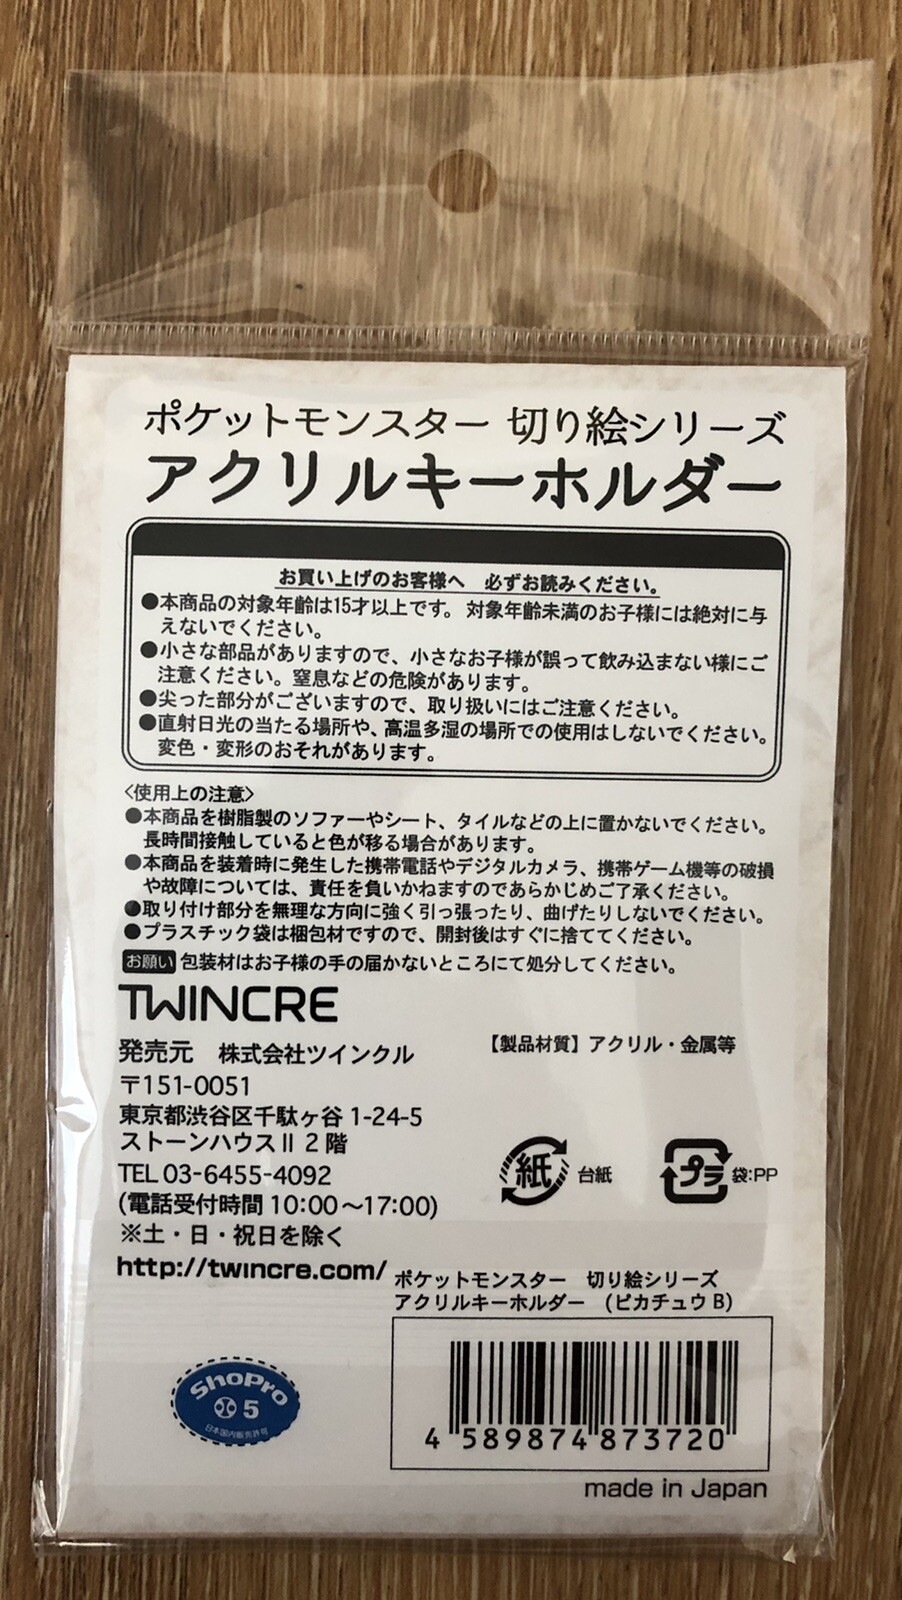 ポケットモンスター 切り絵シリーズ
アクリルキーホルダー
お買い上げのお客様へ 必ずお読みください。
●本商品の対象年齢は15才以上です。 対象年齢未満のお子様には絶対に与
えないでください。
●小さな部品がありますので、小さなお子様が誤って飲み込まない様にご
注意ください。窒息などの危険があります。
●尖った部分がございますので、取り扱いにはご注意ください。
●直射日光の当たる場所や、高温多湿の場所での使用はしないでください。
変色・変形のおそれがあります。
〈使用上の注意〉
●本商品を樹脂製のソファーやシート、タイルなどの上に置かないでください。
長時間接触していると色が移る場合があります。
●本商品を装着時に発生した携帯電話やデジタルカメラ、携帯ゲーム機等の破損
や故障については、責任を負いかねますのであらかじめご了承ください。
●取り付け部分を無理な方向に強く引っ張ったり、曲げたりしないでください。
●プラスチック袋は梱包材ですので、開封後はすぐに捨ててください。
お願い 包装材はお子様の手の届かないところにて処分してください。
TWINCRE
発売元 株式会社ツインクル
【製品材質】アクリル・金属等
〒151-0051
東京都渋谷区千駄ヶ谷 1-24-5
ストーンハウスⅡ 2 階
TEL 03-6455-4092
(電話受付時間 10:00〜17:00)
※土・日・祝日を除く
http://twincre.com/
紙 台紙
プラ 袋:PP
ポケットモンスター 切り絵シリーズ
アクリルキーホルダー (ピカチュウ B)
4 589874 873720
made in Japan
ShoPro
5
日本国内販売許可